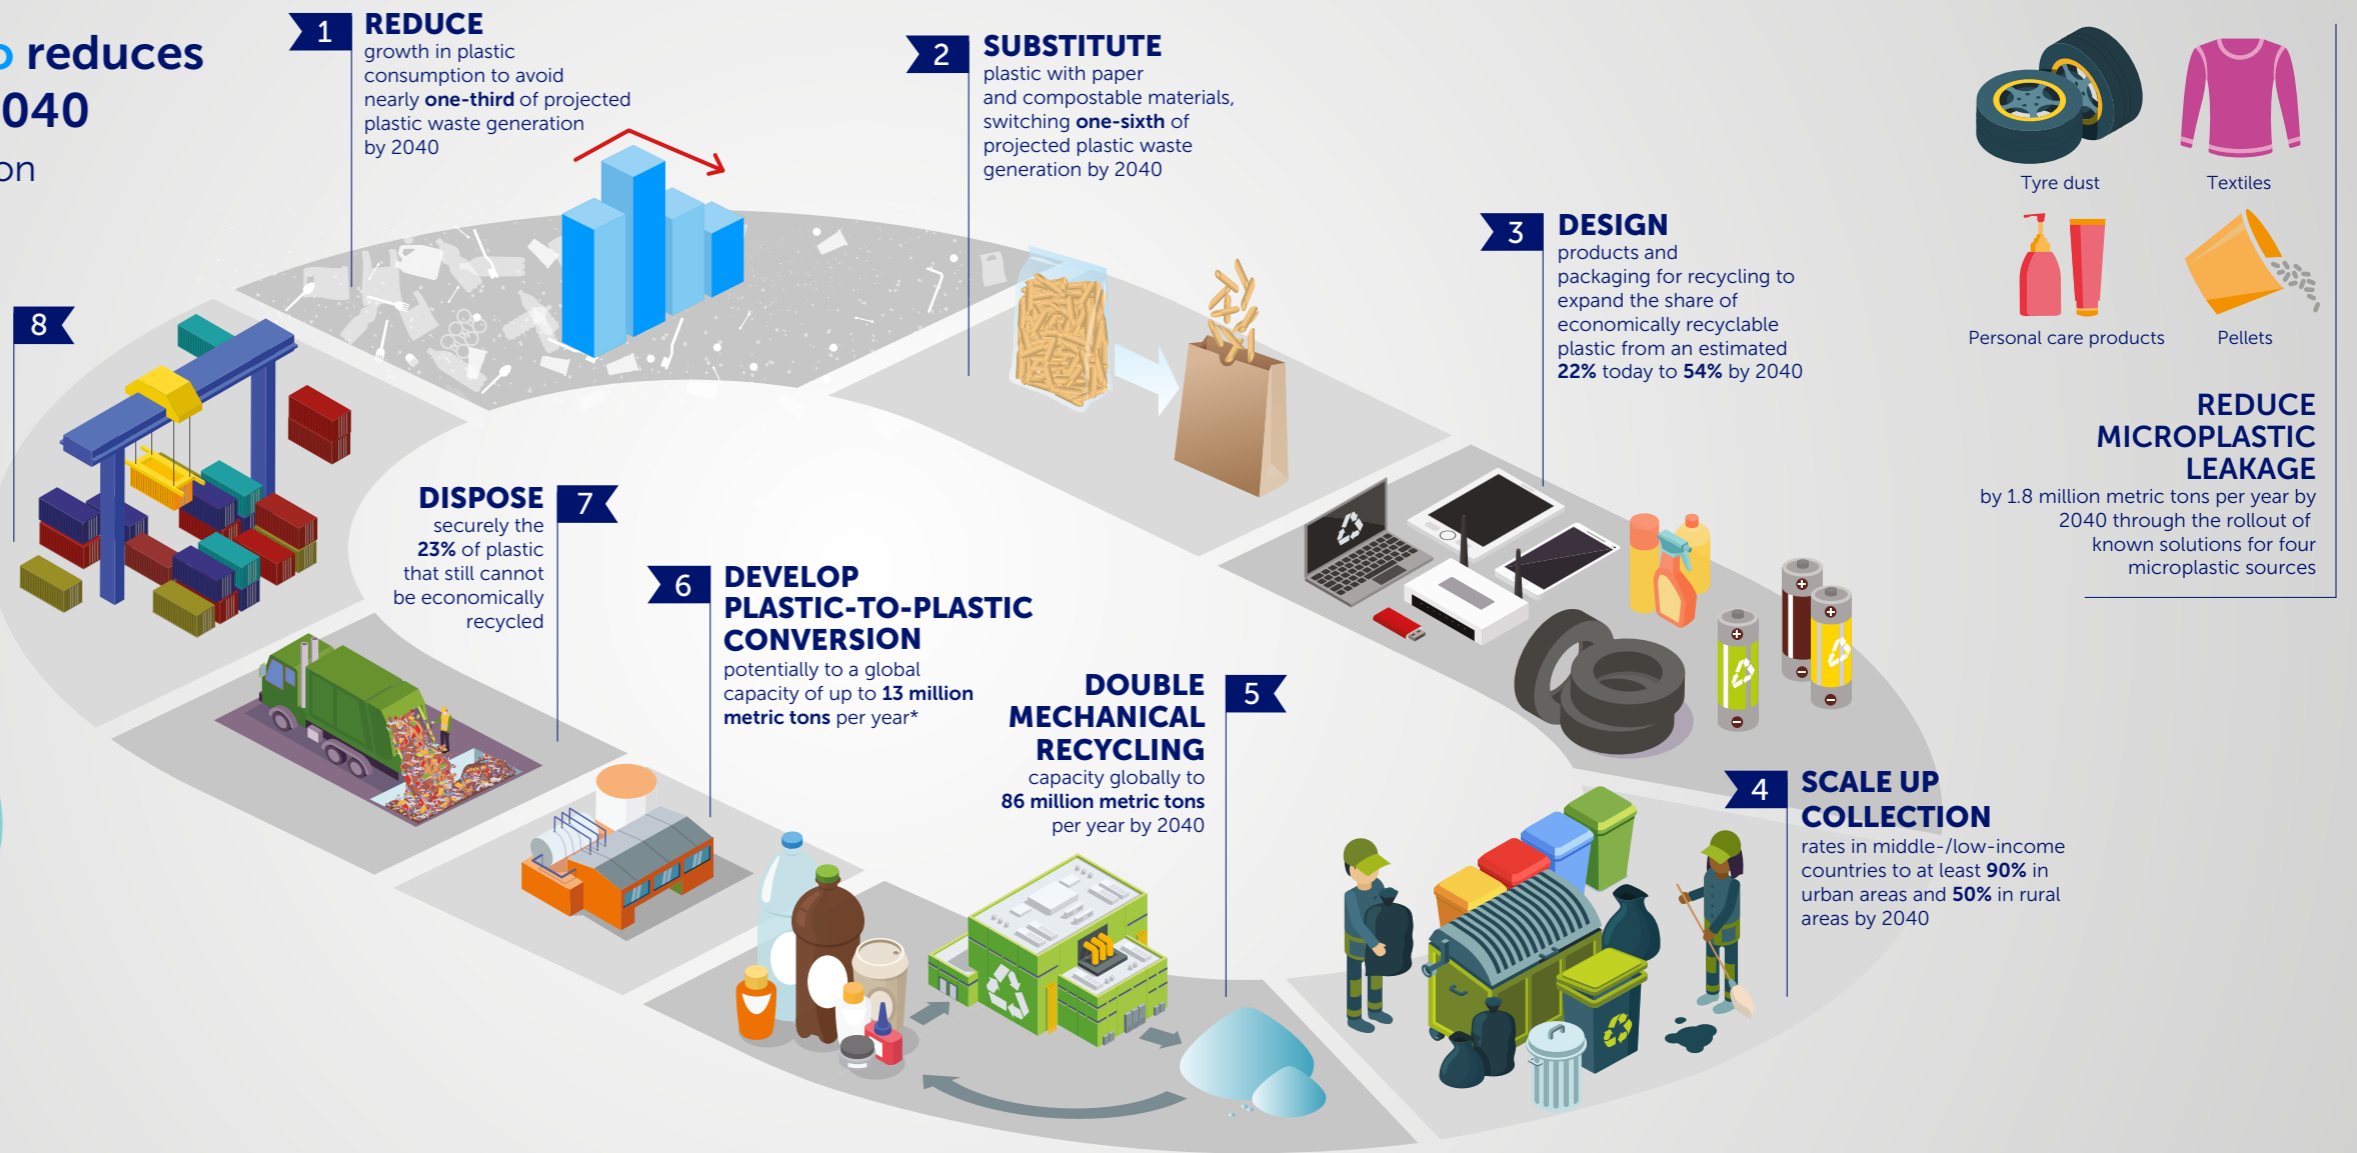 reduces
040
on
1
REDUCE
growth in plastic
consumption to avoid
nearly one-third of projected
plastic waste generation
by 2040
2
SUBSTITUTE
plastic with paper
and compostable materials,
switching one-sixth of
projected plastic waste
generation by 2040
3
DESIGN
products and
packaging for recycling to
expand the share of
economically recyclable
plastic from an estimated
22% today to 54% by 2040
4
SCALE UP
COLLECTION
rates in middle-/low-income
countries to at least 90% in
urban areas and 50% in rural
areas by 2040
5
DOUBLE
MECHANICAL
RECYCLING
capacity globally to
86 million metric tons
per year by 2040
6
DEVELOP
PLASTIC-TO-PLASTIC
CONVERSION
potentially to a global
capacity of up to 13 million
metric tons per year*
7
DISPOSE
securely the
23% of plastic
that still cannot
be economically
recycled
8
Tyre dust
Textiles
Personal care products
Pellets
REDUCE
MICROPLASTIC
LEAKAGE
by 1.8 million metric tons per year by
2040 through the rollout of
known solutions for four
microplastic sources